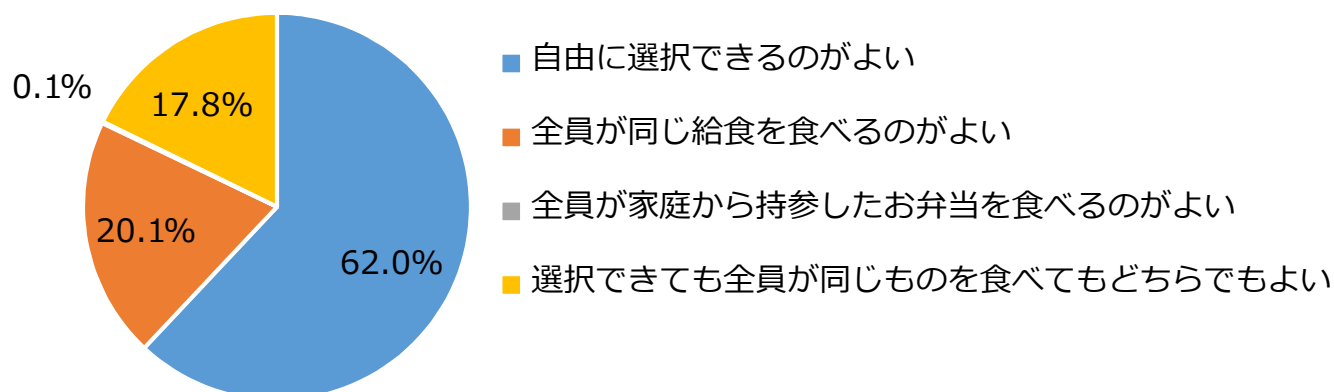 0.1%
17.8%
20.1%
62.0%
自由に選択できるのがよい
全員が同じ給食を食べるのがよい
全員が家庭から持参したお弁当を食べるのがよい
選択できても全員が同じものを食べてもどちらでもよい